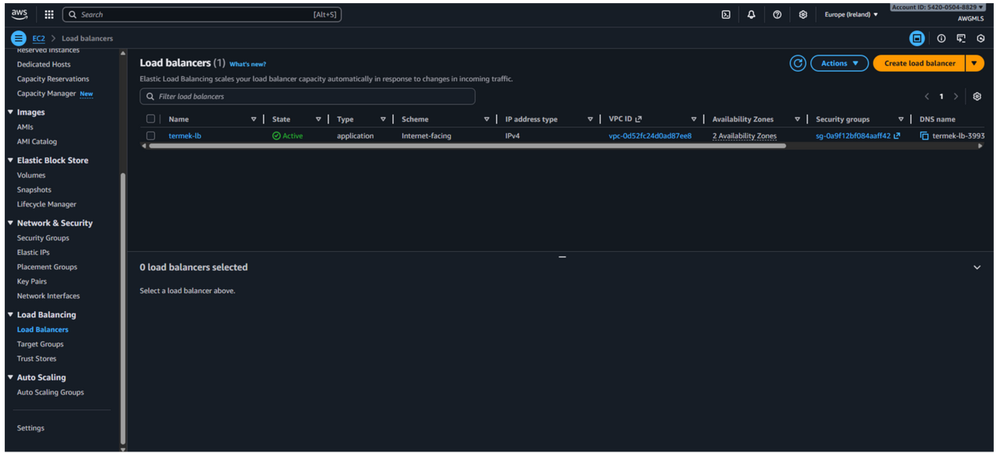 aws
Search
[Alt+S]
Europe (Ireland)
Account ID: 5420-0504-8829
AWGMLS
EC2 > Load balancers
Reserved Instances
Dedicated Hosts
Capacity Reservations
Capacity Manager New
Images
AMIs
AMI Catalog
Elastic Block Store
Volumes
Snapshots
Lifecycle Manager
Network & Security
Security Groups
Elastic IPs
Placement Groups
Key Pairs
Network Interfaces
Load Balancing
Load Balancers
Target Groups
Trust Stores
Auto Scaling
Auto Scaling Groups
Settings
Load balancers (1) What's new?
Actions
Create load balancer
Elastic Load Balancing scales your load balancer capacity automatically in response to changes in incoming traffic.
Filter load balancers
1
Name State Type Scheme IP address type VPC ID Availability Zones Security groups DNS name
termek-lb Active application Internet-facing IPv4 vpc-0d52fc24d0ad87ee8 2 Availability Zones sg-0a9f12bf084aaff42 termek-lb-3993
0 load balancers selected
Select a load balancer above.